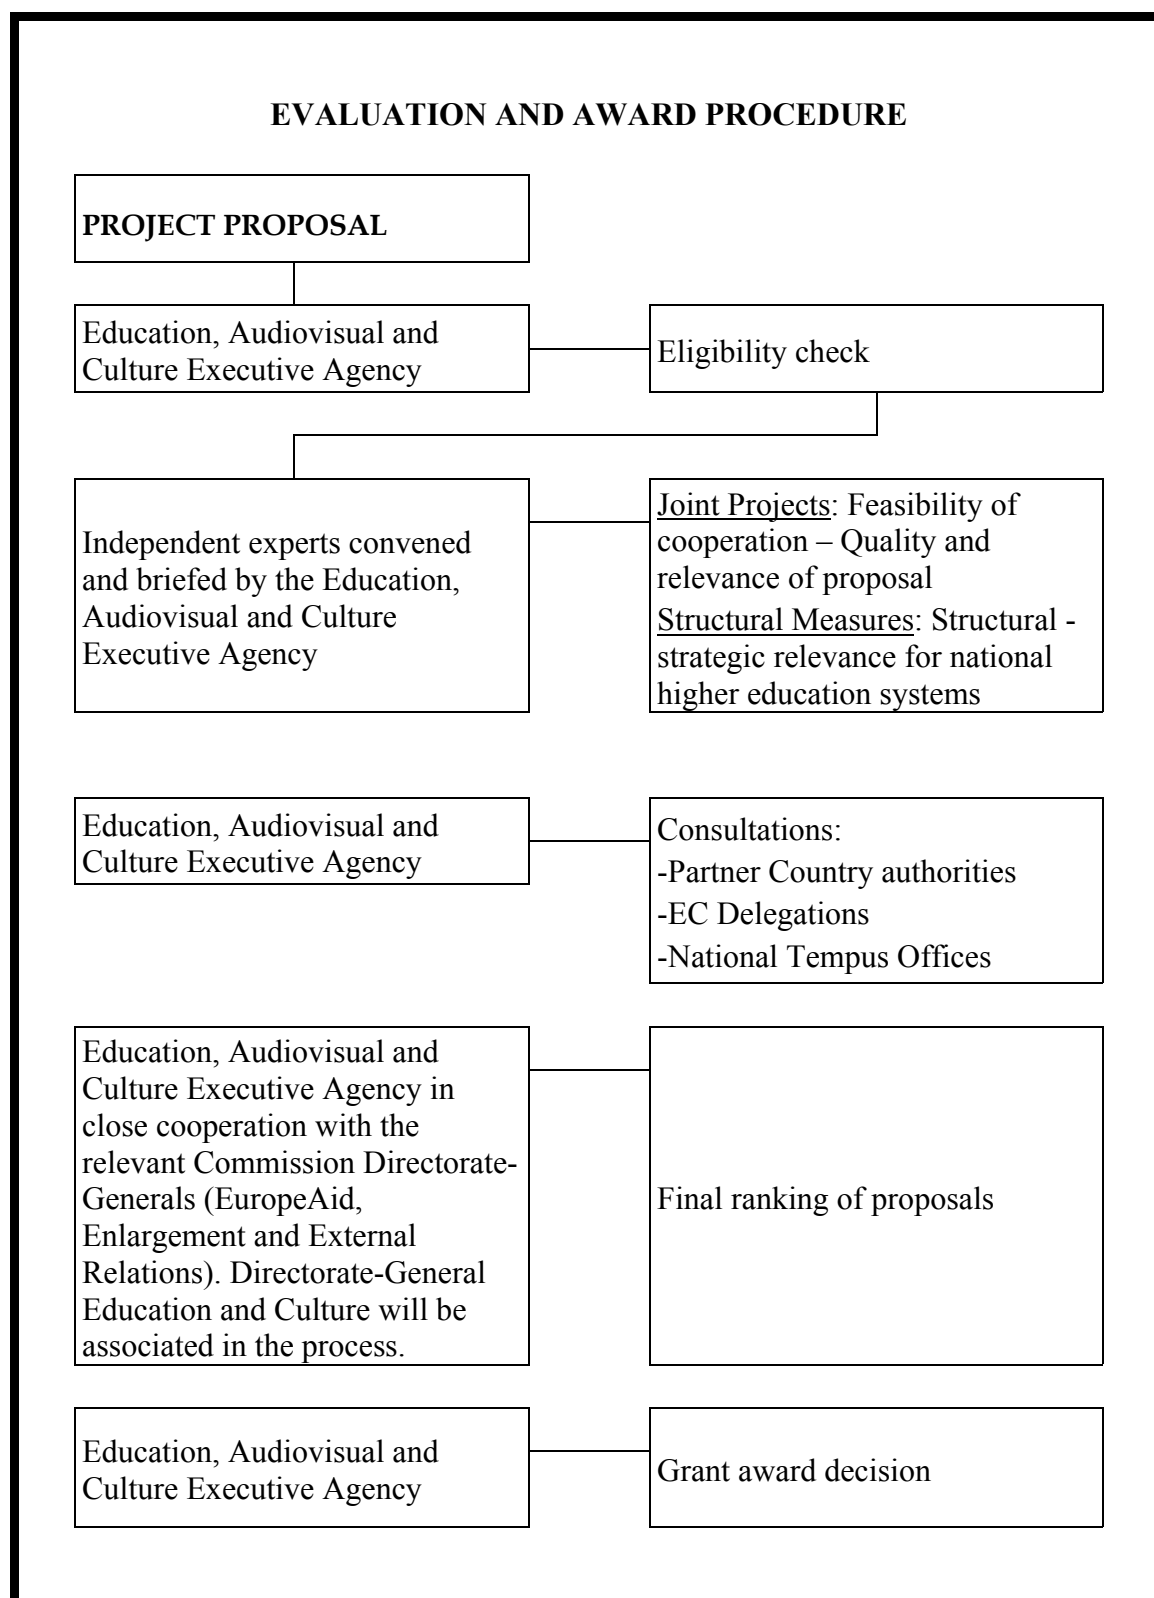 EVALUATION AND AWARD PROCEDURE
PROJECT PROPOSAL
Education, Audiovisual and
Culture Executive Agency
Eligibility check
Independent experts convened
and briefed by the Education,
Audiovisual and Culture
Executive Agency
Joint Projects: Feasibility of
cooperation – Quality and
relevance of proposal
Structural Measures: Structural -
strategic relevance for national
higher education systems
Education, Audiovisual and
Culture Executive Agency
Consultations:
-Partner Country authorities
-EC Delegations
-National Tempus Offices
Education, Audiovisual and
Culture Executive Agency in
close cooperation with the
relevant Commission Directorate-
Generals (EuropeAid,
Enlargement and External
Relations). Directorate-General
Education and Culture will be
associated in the process.
Final ranking of proposals
Education, Audiovisual and
Culture Executive Agency
Grant award decision